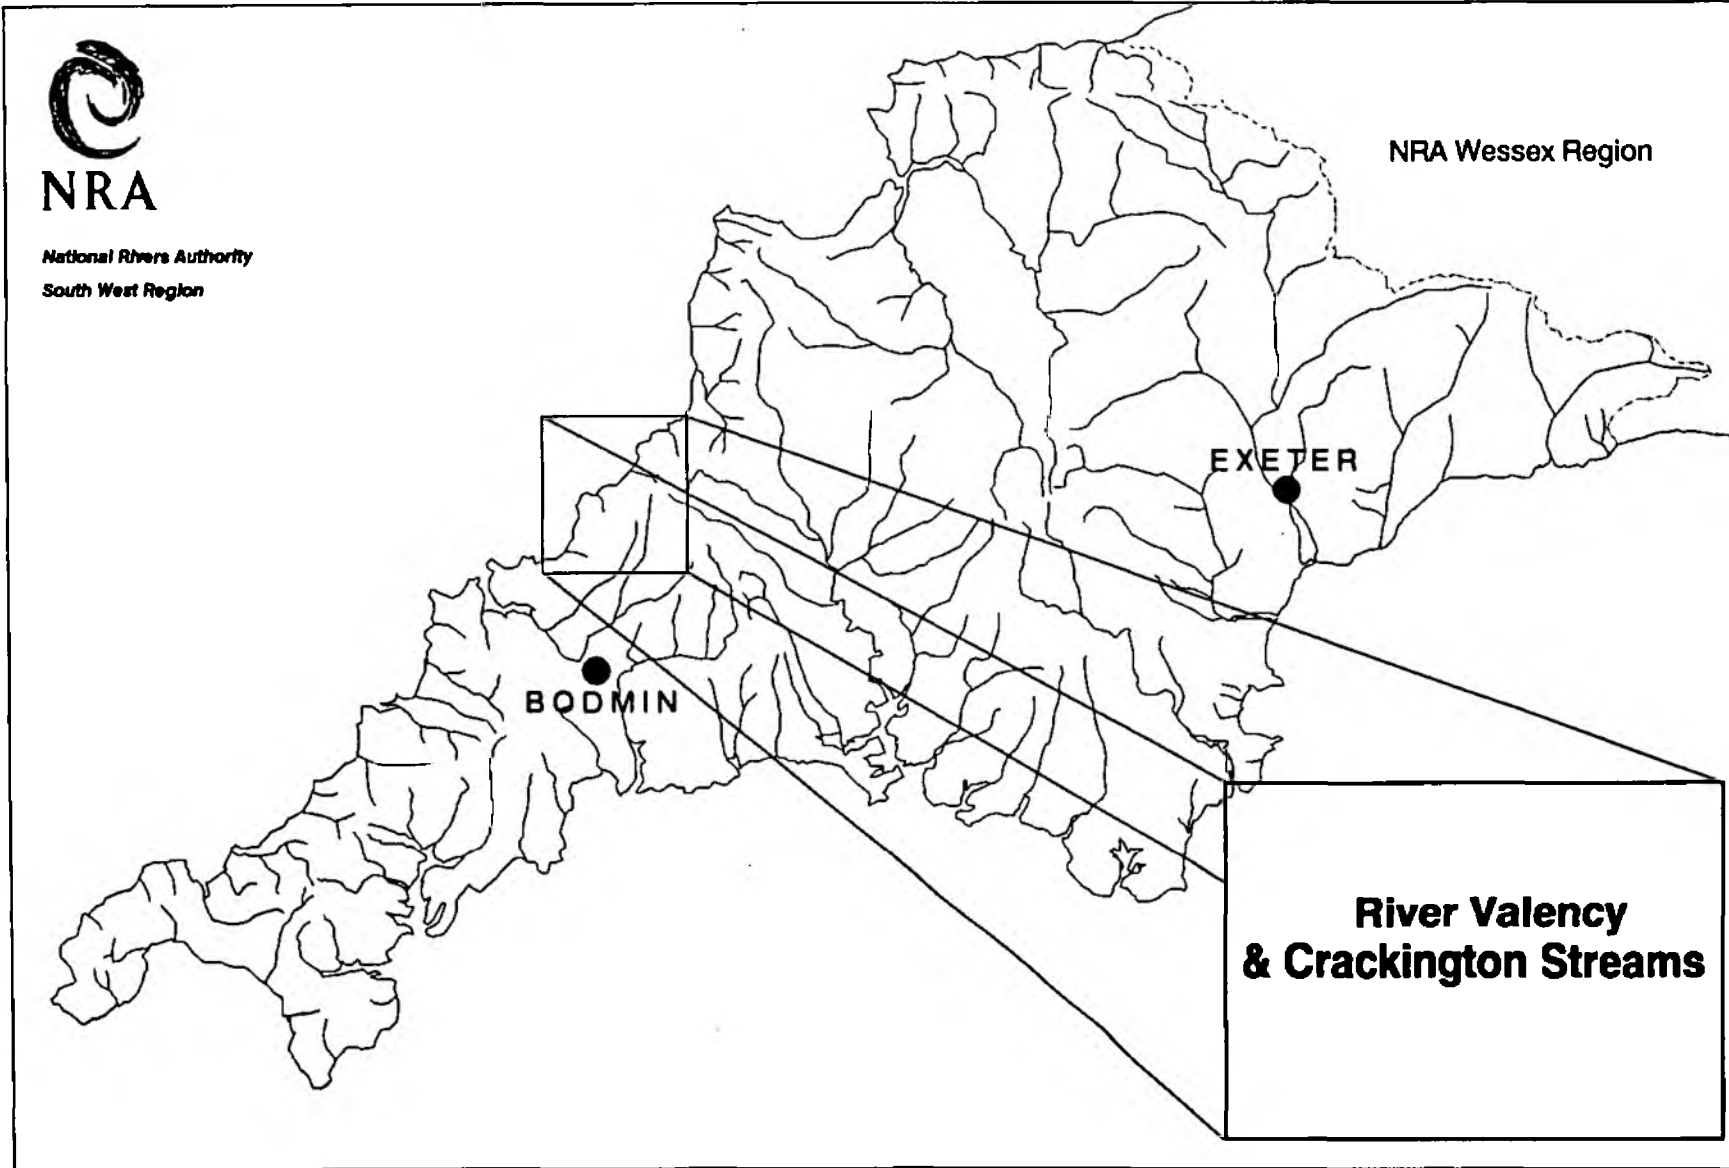 NRA
National Rivers Authority
South West Region
NRA Wessex Region
EXETER
BODMIN
River Valency
& Crackington Streams